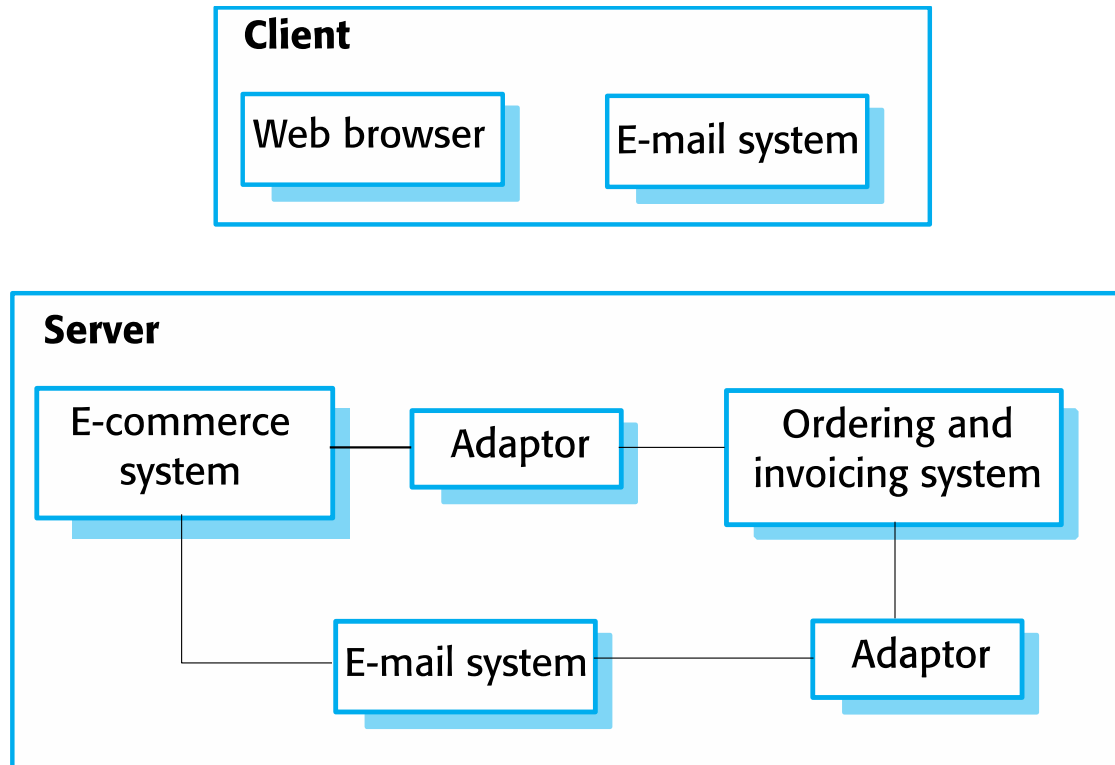 Client
Web browser
E-mail system
Server
E-commerce
system
Adaptor
Ordering and
invoicing system
E-mail system
Adaptor